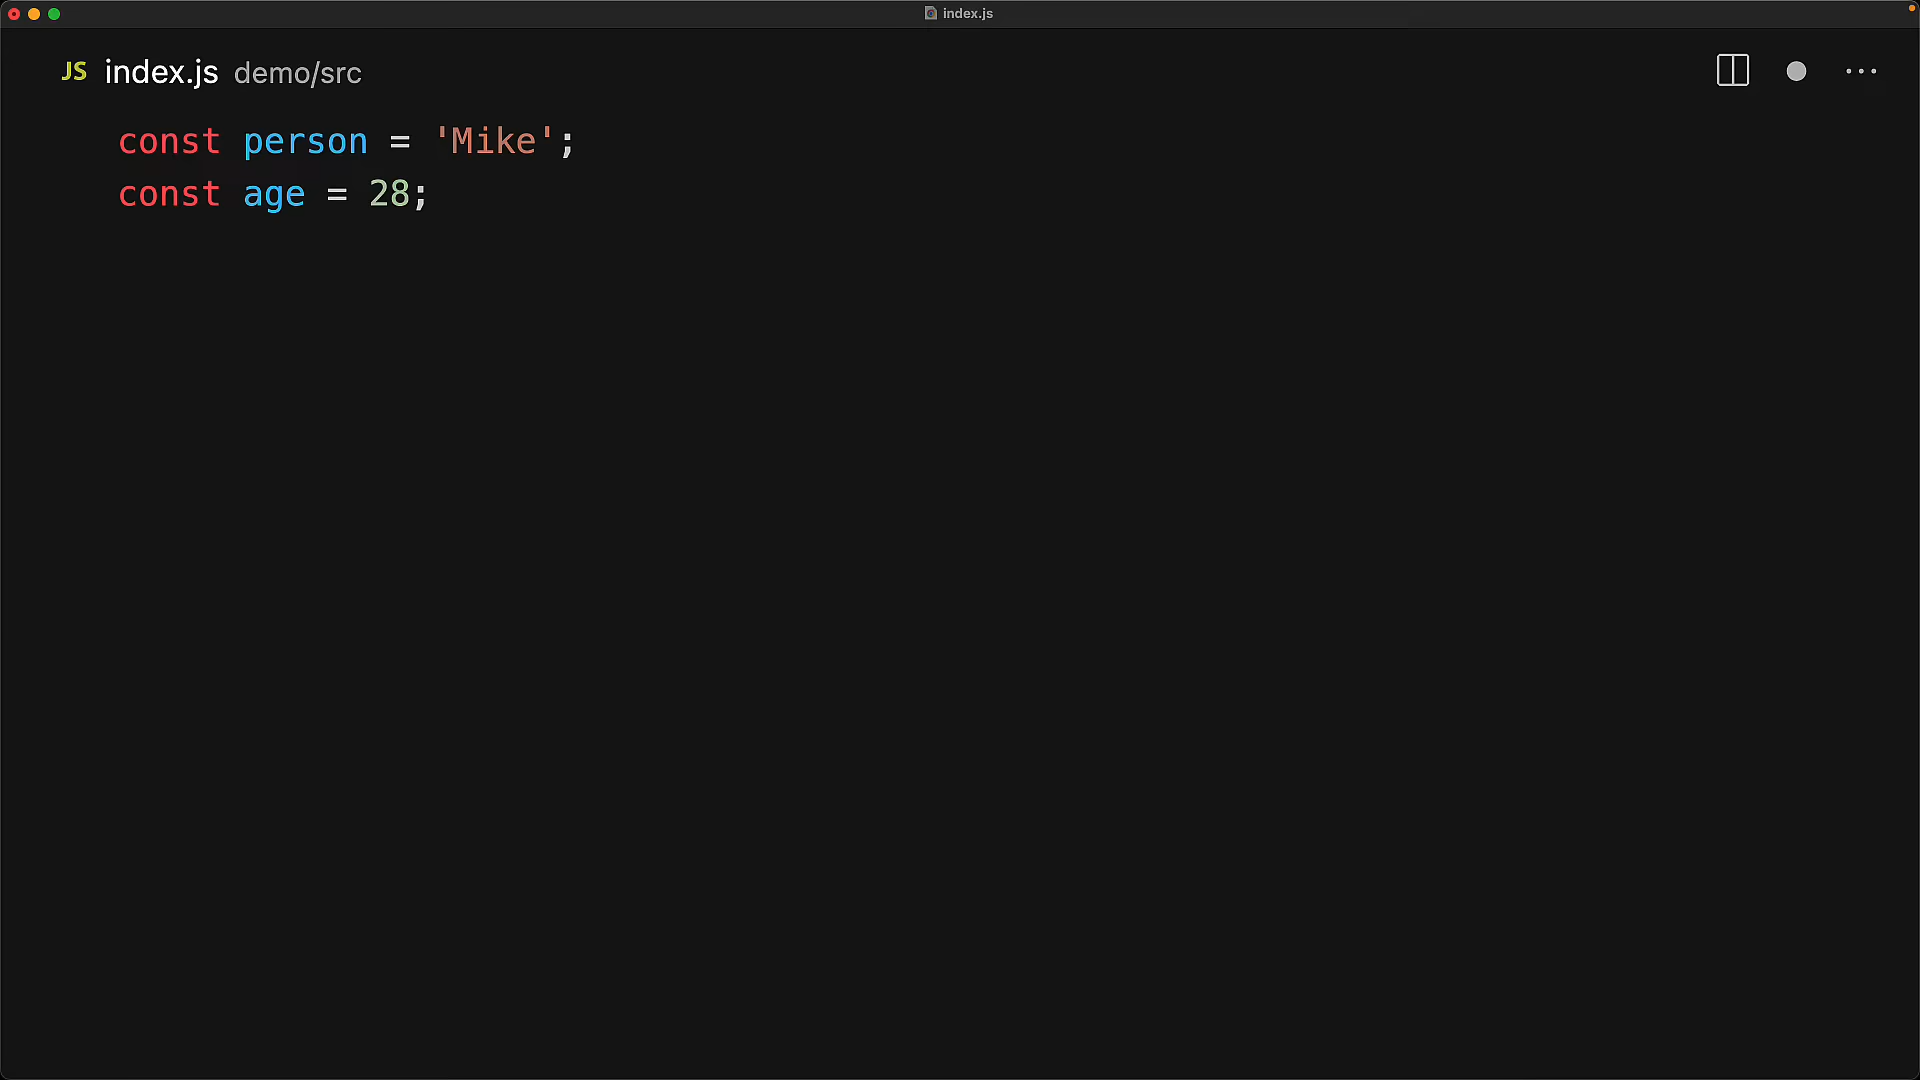 index.js
JS index.js demo/src
const person = 'Mike';
const age = 28;